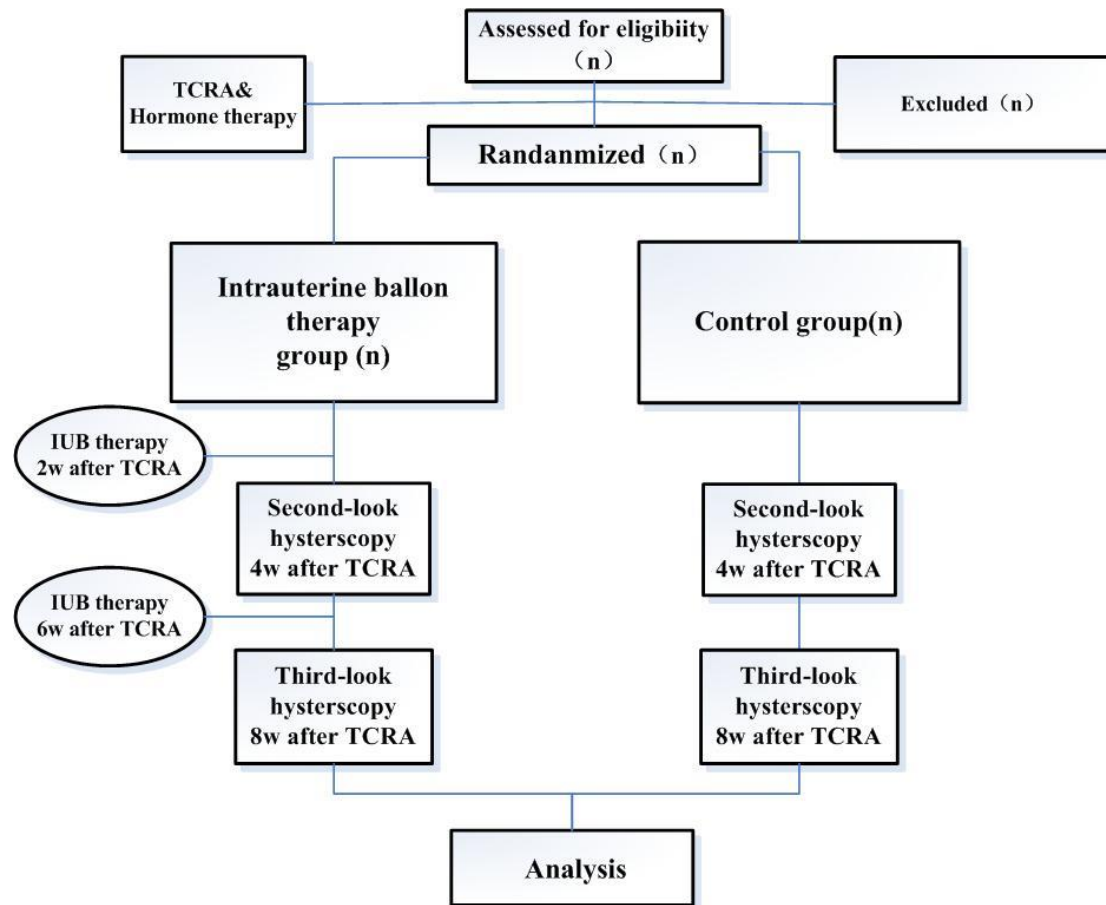 Assessed for eligibiity
（n）
TCRA&
Hormone therapy
Excluded（n）
Randanmized（n）
Intrauterine ballon
therapy
group (n)
Control group(n)
IUB therapy
2w after TCRA
Second-look
hysterscopy
4w after TCRA
Second-look
hysterscopy
4w after TCRA
IUB therapy
6w after TCRA
Third-look
hysterscopy
8w after TCRA
Third-look
hysterscopy
8w after TCRA
Analysis